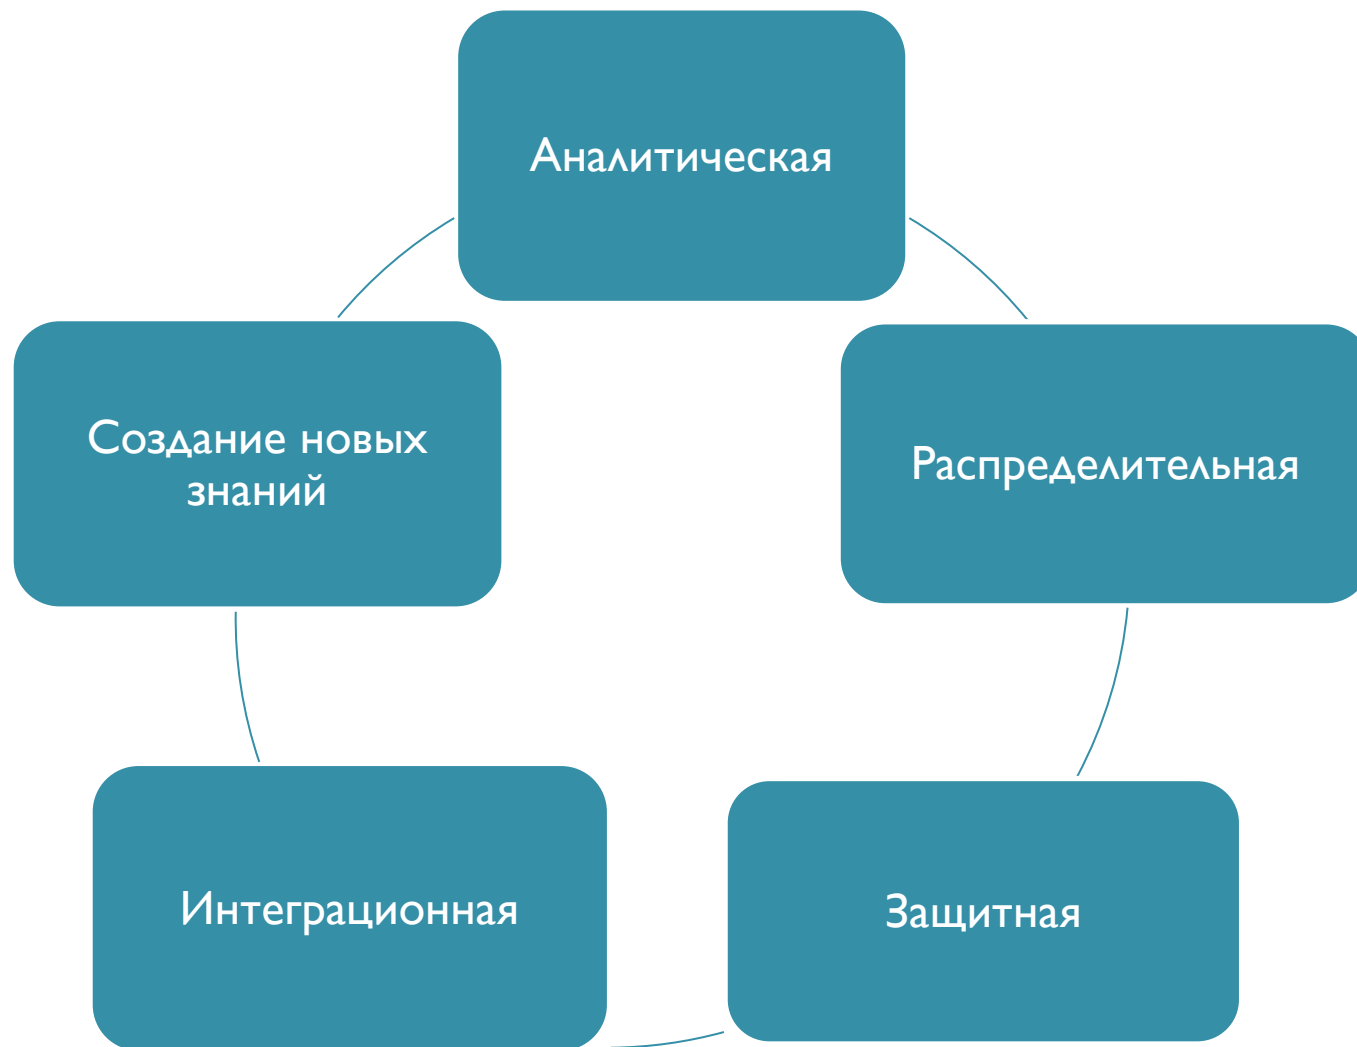 Аналитическая
Создание новых
знаний
Распределительная
Интеграционная
Защитная